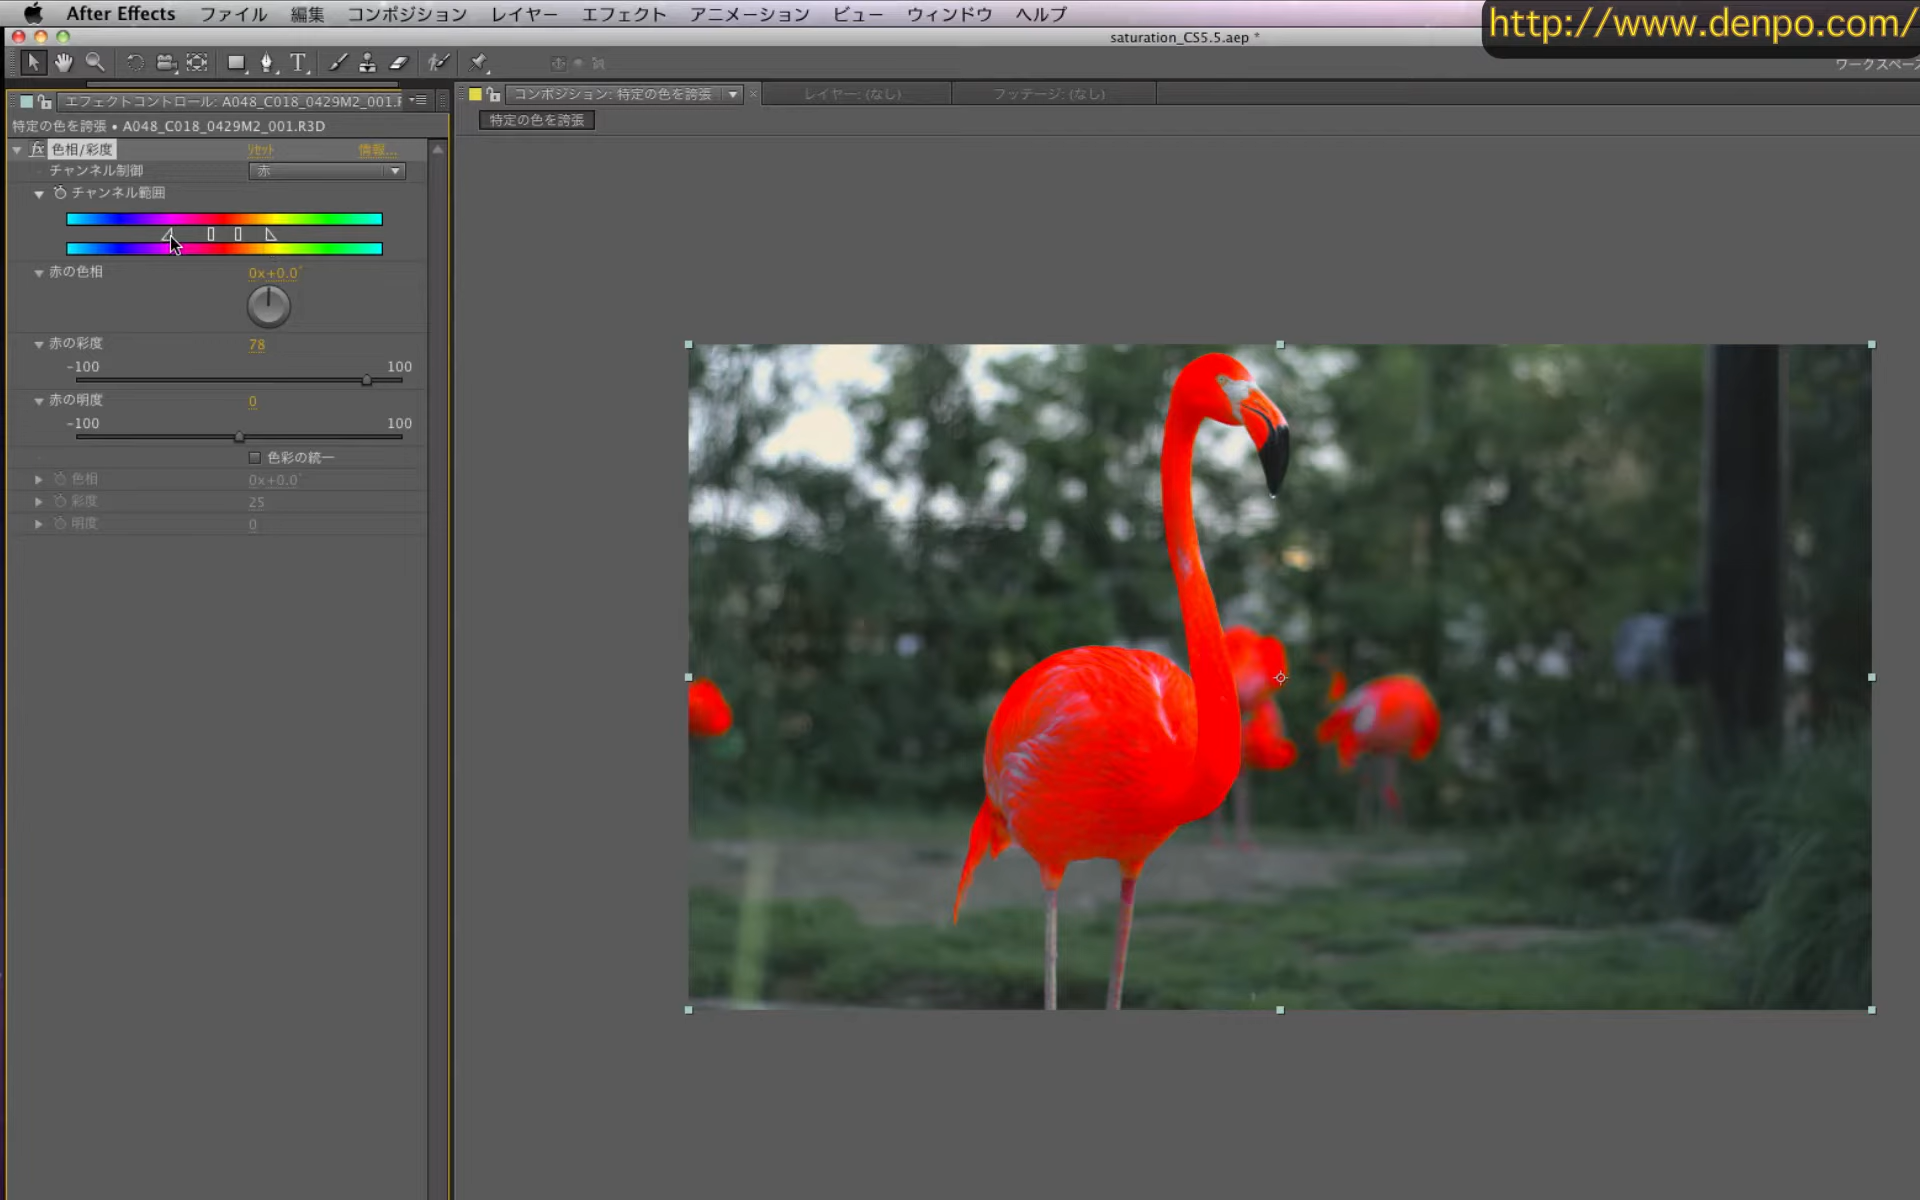 After Effects ファイル 編集 コンポジション レイヤー エフェクト アニメーション ビュー ウィンドウ ヘルプ
http://www.denpo.com/
saturation_CS5.5.aep *
T
ワークスペース
エフェクトコントロール: A048_C018_0429M2_001.F
コンポジション: 特定の色を誇張 × レイヤー: (なし) フッテージ: (なし)
特定の色を誇張 • A048_C018_0429M2_001.R3D
特定の色を誇張
fx 色相/彩度 リセット 情報...
チャンネル制御 赤
チャンネル範囲
赤の色相 0x+0.0°
赤の彩度 78
-100 100
赤の明度 0
-100 100
色彩の統一
色相 0x+0.0°
彩度 25
明度 0